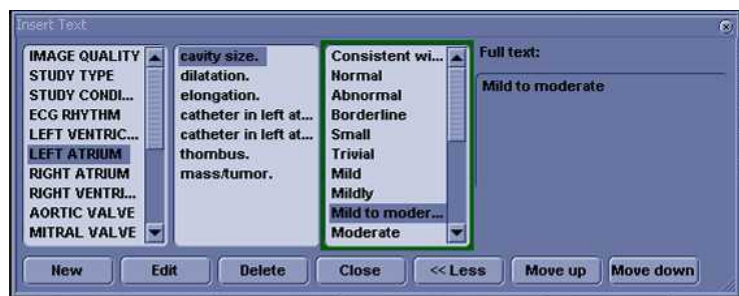 Insert Text
IMAGE QUALITY
STUDY TYPE
STUDY CONDI...
ECG RHYTHM
LEFT VENTRIC...
LEFT ATRIUM
RIGHT ATRIUM
RIGHT VENTRI...
AORTIC VALVE
MITRAL VALVE
cavity size.
dilatation.
elongation.
catheter in left at...
catheter in left at...
thombus.
mass/tumor.
Consistent wi...
Normal
Abnormal
Borderline
Small
Trivial
Mild
Mildly
Mild to moder...
Moderate
Full text:
Mild to moderate
New Edit Delete Close << Less Move up Move down